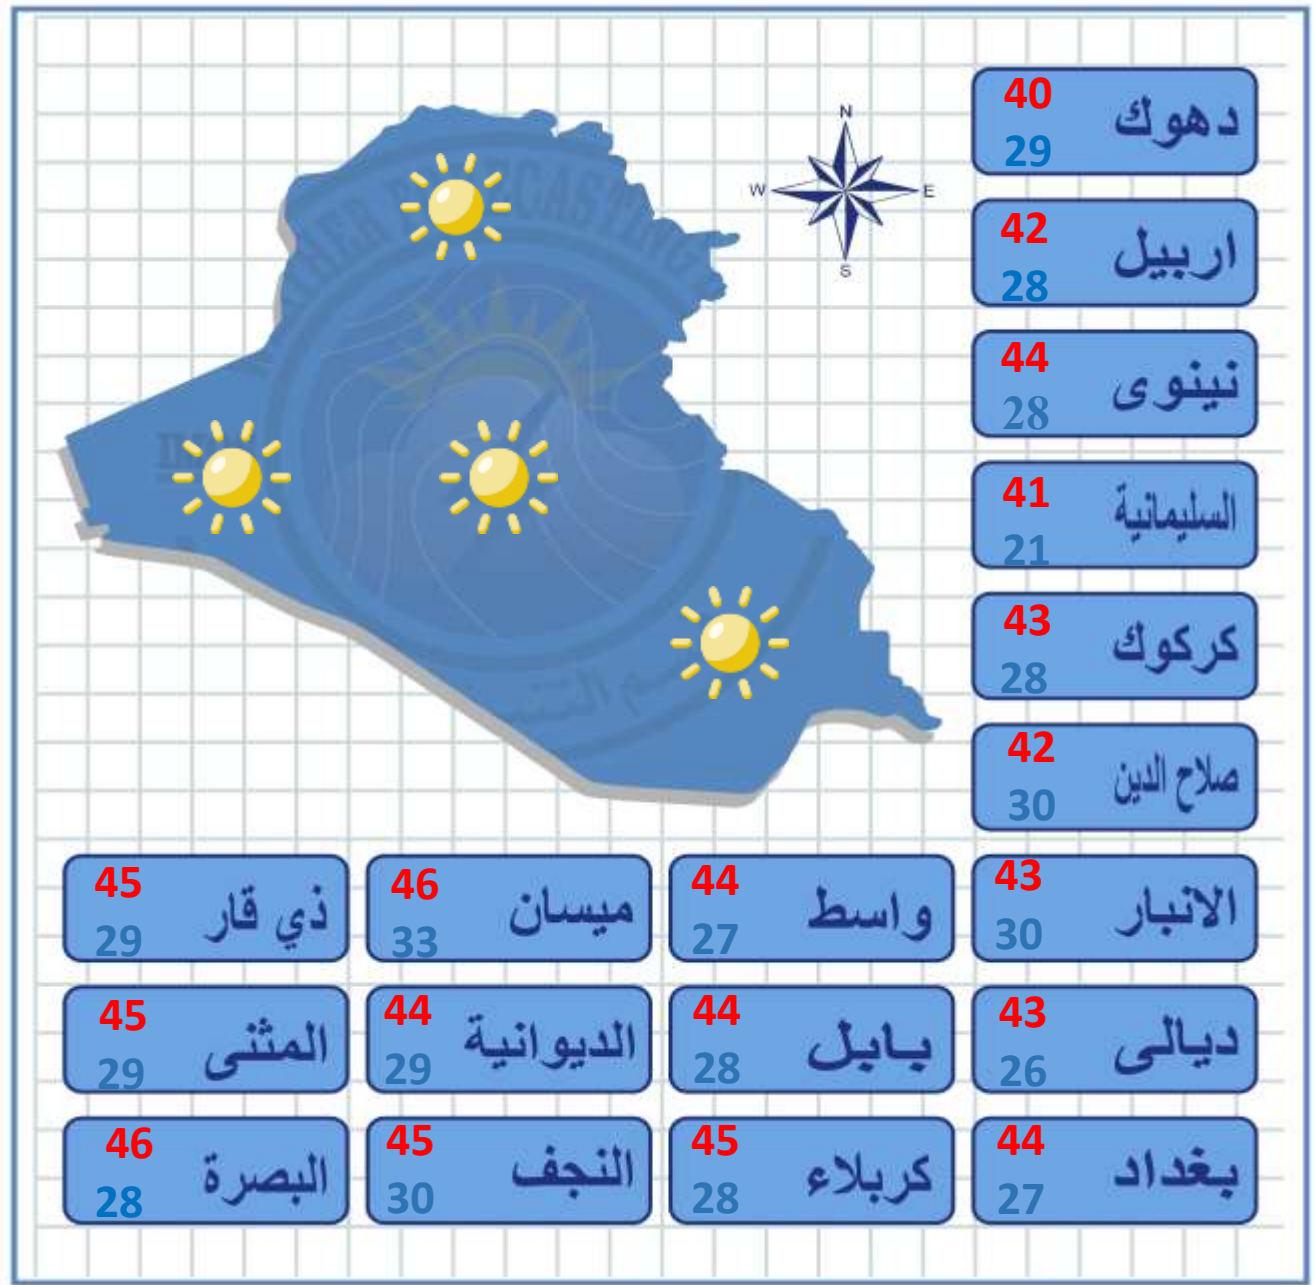 N
W E
S
دهوك
40
29
اربيل
42
28
نينوى
44
28
السليمانية
41
21
كركوك
43
28
صلاح الدين
42
30
الانبار
43
30
واسط
44
27
ميسان
46
33
ذي قار
45
29
ديالى
43
26
بابل
44
28
الديوانية
44
29
المثنى
45
29
بغداد
44
27
كربلاء
45
28
النجف
45
30
البصرة
46
28